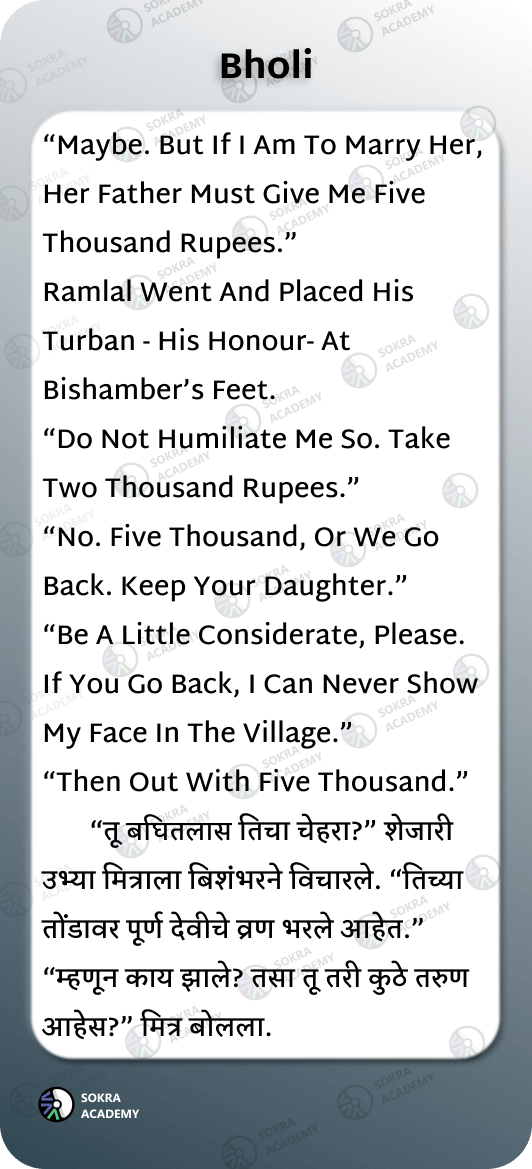 Bholi
“Maybe. But If I Am To Marry Her,
Her Father Must Give Me Five
Thousand Rupees.”
Ramlal Went And Placed His
Turban - His Honour- At
Bishamber’s Feet.
“Do Not Humiliate Me So. Take
Two Thousand Rupees.”
“No. Five Thousand, Or We Go
Back. Keep Your Daughter.”
“Be A Little Considerate, Please.
If You Go Back, I Can Never Show
My Face In The Village.”
“Then Out With Five Thousand.”
“तू बघितलास तिचा चेहरा?” शेजारी
उभ्या मित्राला बिशंभरने विचारले. “तिच्या
तोंडावर पूर्ण देवीचे व्रण भरले आहेत.”
“म्हणून काय झाले? तसा तू तरी कुठे तरुण
आहेस?” मित्र बोलला.
SOKRA
ACADEMY